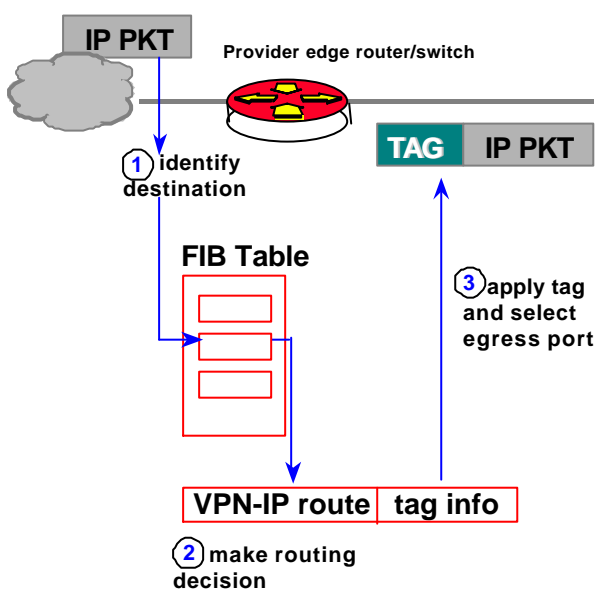 IP PKT
Provider edge router/switch
TAG IP PKT
1 identify
destination
FIB Table
3 apply tag
and select
egress port
VPN-IP route tag info
2 make routing
decision